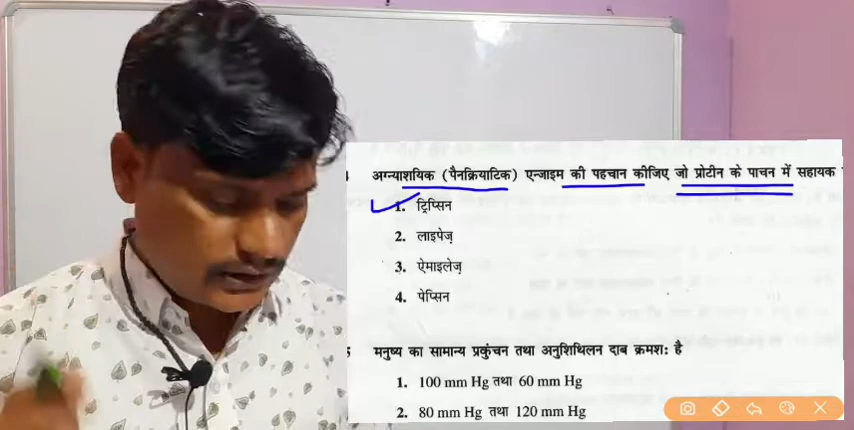 अग्न्याशयिक (पैनक्रियाटिक) एन्जाइम की पहचान कीजिए जो प्रोटीन के पाचन में सहायक
1. ट्रिप्सिन
2. लाइपेज़
3. ऐमाइलेज़
4. पेप्सिन
मनुष्य का सामान्य प्रकुंचन तथा अनुशिथिलन दाब क्रमशः है
1. 100 mm Hg तथा 60 mm Hg
2. 80 mm Hg तथा 120 mm Hg